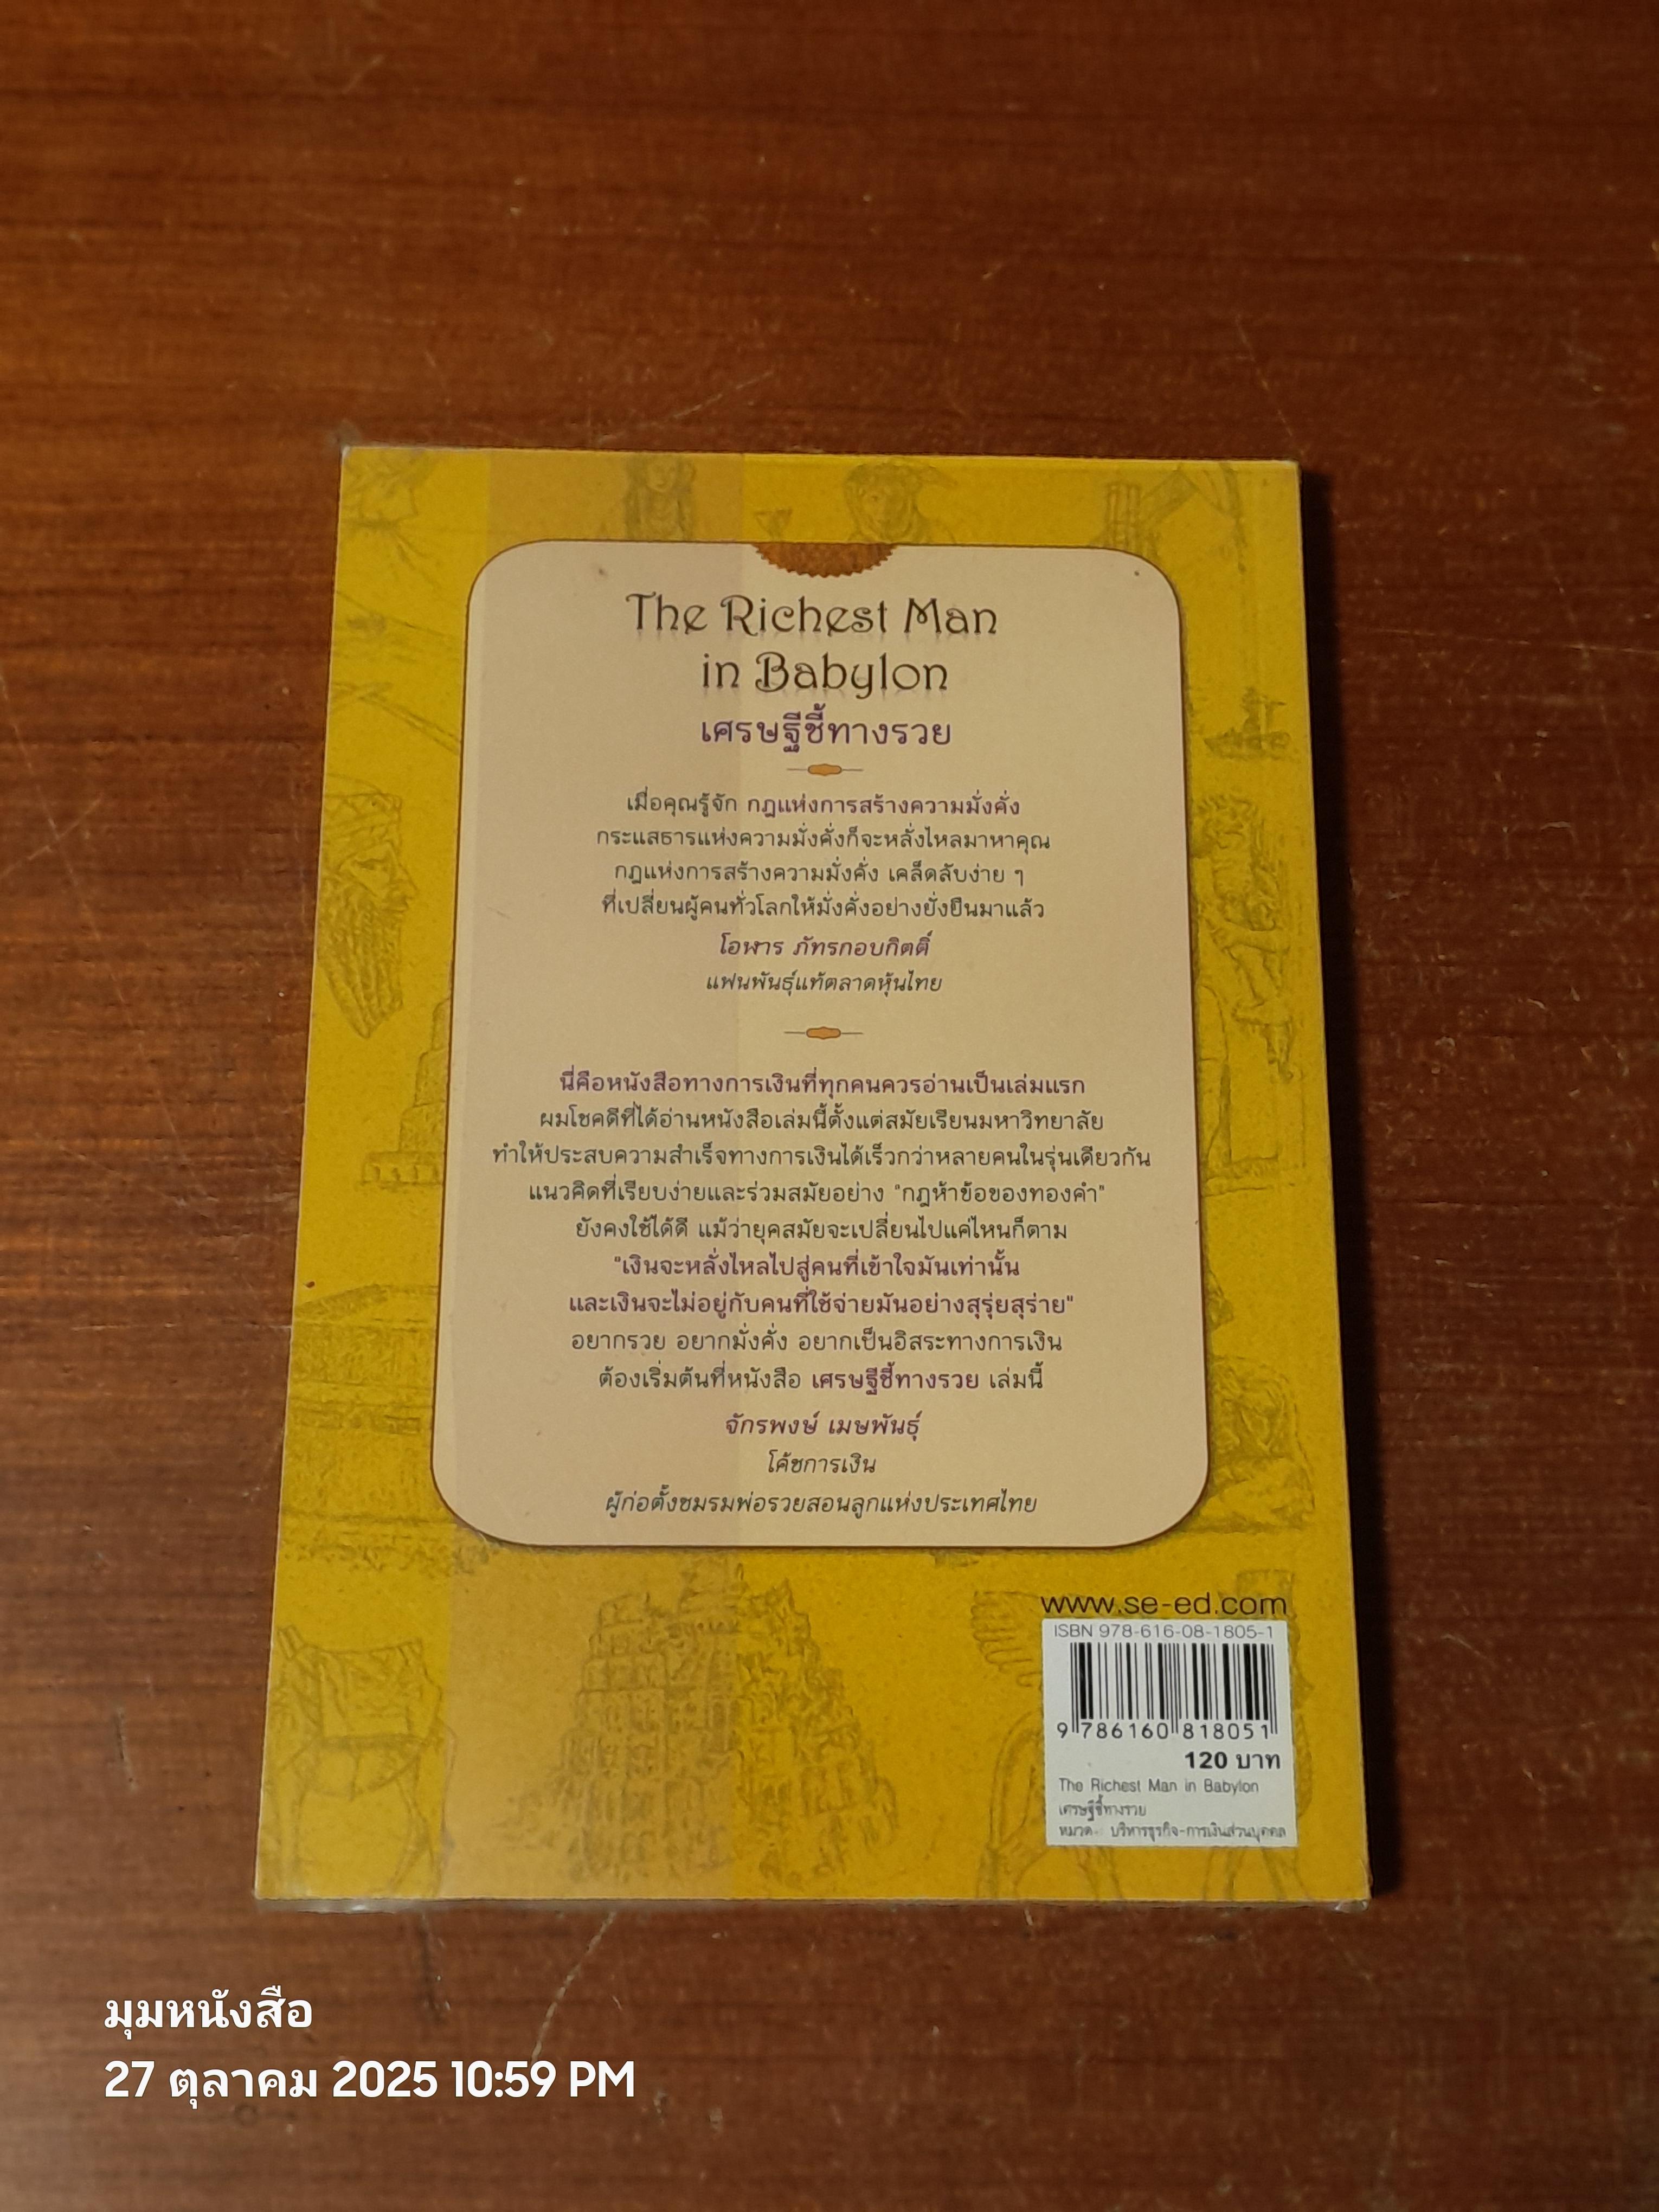 The Richest Man
in Babylon
เศรษฐีชี้ทางรวย
เมื่อคุณรู้จัก กฎแห่งการสร้างความมั่งคั่ง
กระแสธารแห่งความมั่งคั่งก็จะหลั่งไหลมาหาคุณ
กฎแห่งการสร้างความมั่งคั่ง เคล็ดลับง่าย ๆ
ที่เปลี่ยนผู้คนทั่วโลกให้มั่งคั่งอย่างยั่งยืนมาแล้ว
โอฬาร ภัทรกอบกิตติ์
แฟนพันธุ์แท้ตลาดหุ้นไทย
นี่คือหนังสือทางการเงินที่ทุกคนควรอ่านเป็นเล่มแรก
ผมโชคดีที่ได้อ่านหนังสือเล่มนี้ตั้งแต่สมัยเรียนมหาวิทยาลัย
ทำให้ประสบความสำเร็จทางการเงินได้เร็วกว่าหลายคนในรุ่นเดียวกัน
แนวคิดที่เรียบง่ายและร่วมสมัยอย่าง "กฎห้าข้อของทองคำ"
ยังคงใช้ได้ดี แม้ว่ายุคสมัยจะเปลี่ยนไปแค่ไหนก็ตาม
"เงินจะหลั่งไหลไปสู่คนที่เข้าใจมันเท่านั้น
และเงินจะไม่อยู่กับคนที่ใช้จ่ายมันอย่างสุรุ่ยสุร่าย"
อยากรวย อยากมั่งคั่ง อยากเป็นอิสระทางการเงิน
ต้องเริ่มต้นที่หนังสือ เศรษฐีชี้ทางรวย เล่มนี้
จักรพงษ์ เมษพันธุ์
โค้ชการเงิน
ผู้ก่อตั้งชมรมพ่อรวยสอนลูกแห่งประเทศไทย
www.se-ed.com
ISBN 978-616-08-1805-1
9 786160 818051
120 บาท
The Richest Man in Babylon
เศรษฐีชี้ทางรวย
หมวด : บริหารธุรกิจ-การเงินส่วนบุคคล
มุมหนังสือ
27 ตุลาคม 2025 10:59 PM